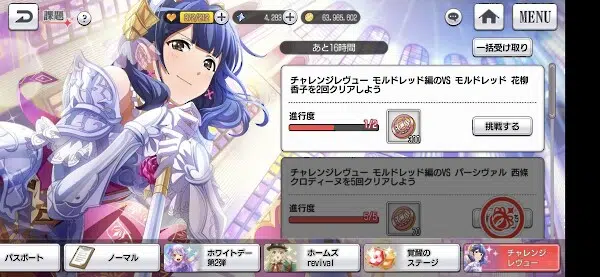 課題
?
312/212
4,283
63,965,602
MENU
あと16時間
一括受け取り
チャレンジレヴュー モルドレッド編のVS モルドレッド 花柳
香子を2回クリアしよう
進行度
1/2
300
挑戦する
チャレンジレヴュー モルドレッド編のVS パーシヴァル 西條
クロディーヌを5回クリアしよう
進行度
5/5
パスポート
ノーマル
ホワイトデー
第2弾
ホームズ
revival
覚醒の
ステージ
チャレンジ
レヴュー